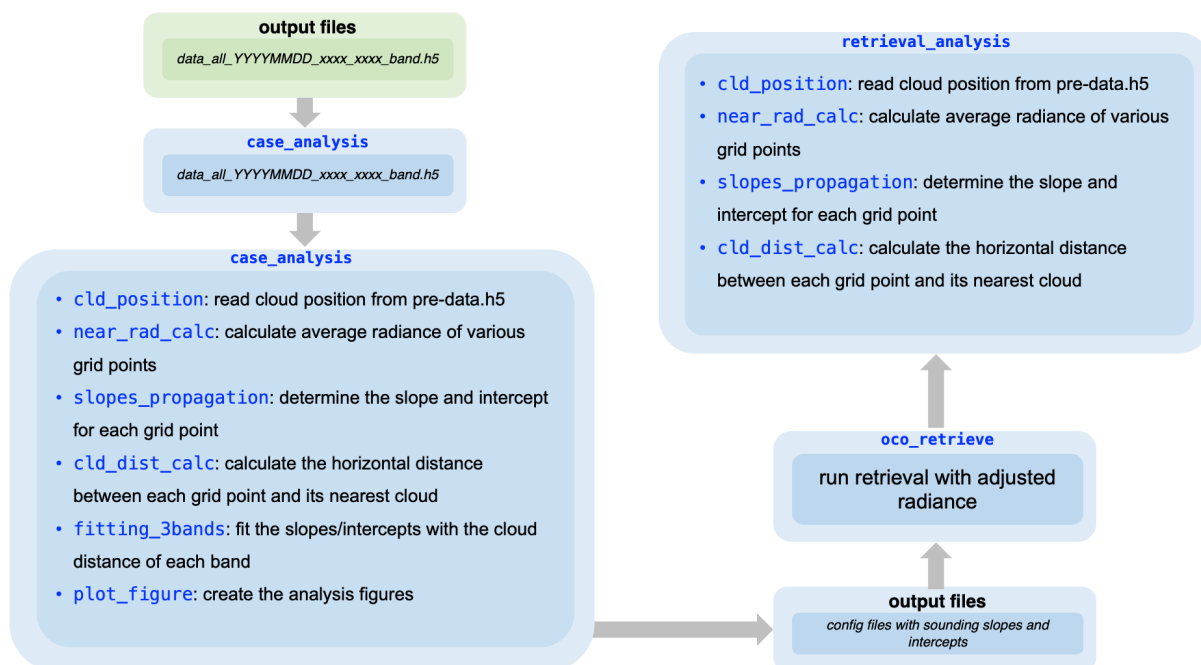 output files
data_all_YYYYMMDD_xxxx_xxxx_band.h5
case_analysis
data_all_YYYYMMDD_xxxx_xxxx_band.h5
case_analysis
• cld_position: read cloud position from pre-data.h5
• near_rad_calc: calculate average radiance of various
grid points
• slopes_propagation: determine the slope and intercept
for each grid point
• cld_dist_calc: calculate the horizontal distance
between each grid point and its nearest cloud
• fitting_3bands: fit the slopes/intercepts with the cloud
distance of each band
• plot_figure: create the analysis figures
output files
config files with sounding slopes and
intercepts
oco_retrieve
run retrieval with adjusted
radiance
retrieval_analysis
• cld_position: read cloud position from pre-data.h5
• near_rad_calc: calculate average radiance of various
grid points
• slopes_propagation: determine the slope and
intercept for each grid point
• cld_dist_calc: calculate the horizontal distance
between each grid point and its nearest cloud